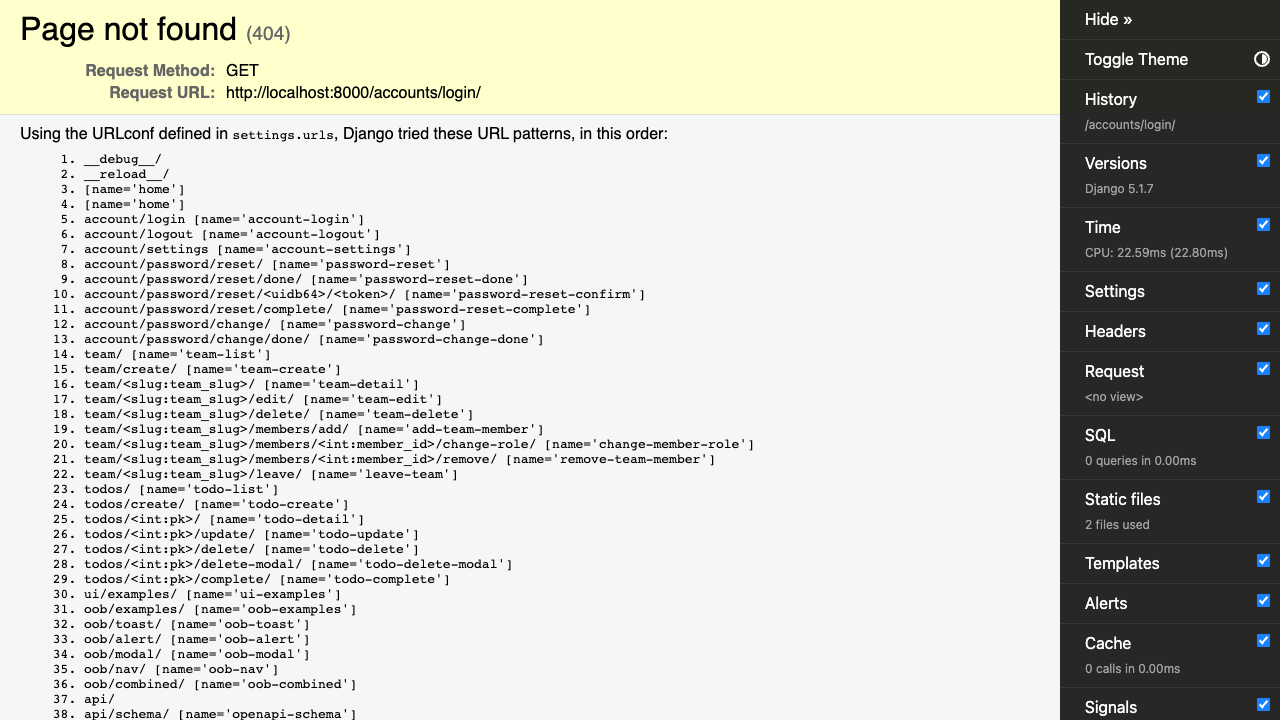 Page not found (404)
Request Method: GET
Request URL: http://localhost:8000/accounts/login/
Using the URLconf defined in settings.urls, Django tried these URL patterns, in this order:
1. __debug__/
2. __reload__/
3. [name='home']
4. [name='home']
5. account/login [name='account-login']
6. account/logout [name='account-logout']
7. account/settings [name='account-settings']
8. account/password/reset/ [name='password-reset']
9. account/password/reset/done/ [name='password-reset-done']
10. account/password/reset/<uidb64>/<token>/ [name='password-reset-confirm']
11. account/password/reset/complete/ [name='password-reset-complete']
12. account/password/change/ [name='password-change']
13. account/password/change/done/ [name='password-change-done']
14. team/ [name='team-list']
15. team/create/ [name='team-create']
16. team/<slug:team_slug>/ [name='team-detail']
17. team/<slug:team_slug>/edit/ [name='team-edit']
18. team/<slug:team_slug>/delete/ [name='team-delete']
19. team/<slug:team_slug>/members/add/ [name='add-team-member']
20. team/<slug:team_slug>/members/<int:member_id>/change-role/ [name='change-member-role']
21. team/<slug:team_slug>/members/<int:member_id>/remove/ [name='remove-team-member']
22. team/<slug:team_slug>/leave/ [name='leave-team']
23. todos/ [name='todo-list']
24. todos/create/ [name='todo-create']
25. todos/<int:pk>/ [name='todo-detail']
26. todos/<int:pk>/update/ [name='todo-update']
27. todos/<int:pk>/delete/ [name='todo-delete']
28. todos/<int:pk>/delete-modal/ [name='todo-delete-modal']
29. todos/<int:pk>/complete/ [name='todo-complete']
30. ui/examples/ [name='ui-examples']
31. oob/examples/ [name='oob-examples']
32. oob/toast/ [name='oob-toast']
33. oob/alert/ [name='oob-alert']
34. oob/modal/ [name='oob-modal']
35. oob/nav/ [name='oob-nav']
36. oob/combined/ [name='oob-combined']
37. api/
38. api/schema/ [name='openapi-schema']
Hide »
Toggle Theme
History
/accounts/login/
Versions
Django 5.1.7
Time
CPU: 22.59ms (22.80ms)
Settings
Headers
Request
<no view>
SQL
0 queries in 0.00ms
Static files
2 files used
Templates
Alerts
Cache
0 calls in 0.00ms
Signals